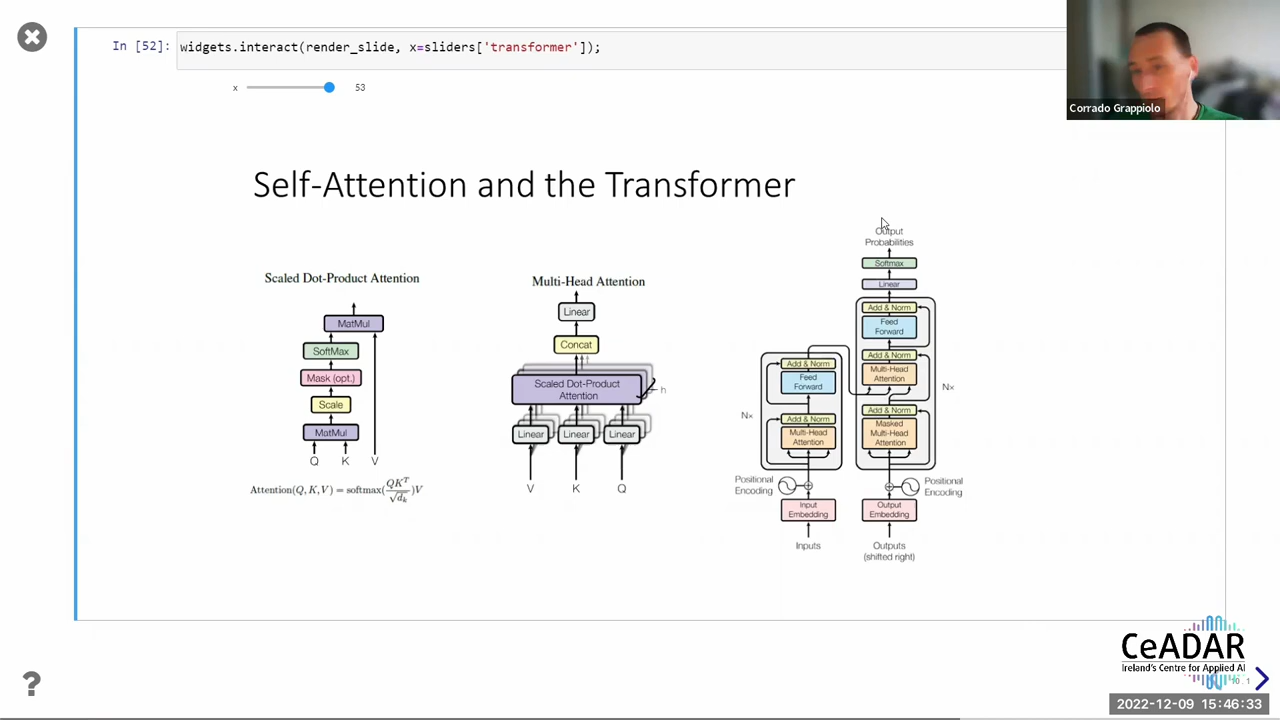 In [52]: widgets.interact(render_slide, x=sliders['transformer']);
x 53
Corrado Grappiolo
Self-Attention and the Transformer
Scaled Dot-Product Attention
MatMul
SoftMax
Mask (opt.)
Scale
MatMul
Q K V
Attention(Q, K, V) = softmax(QK^T/√d_k)V
Multi-Head Attention
Linear
Concat
Scaled Dot-Product
Attention
h
Linear Linear Linear
V K Q
Output
Probabilities
Softmax
Linear
Add & Norm
Feed
Forward
Add & Norm
Multi-Head
Attention
Add & Norm
Masked
Multi-Head
Attention
Nx
Positional
Encoding
Output
Embedding
Outputs
(shifted right)
Add & Norm
Feed
Forward
Add & Norm
Multi-Head
Attention
Nx
Positional
Encoding
Input
Embedding
Inputs
CeADAR
Ireland's Centre for Applied AI
10.1
?
2022-12-09 15:46:33